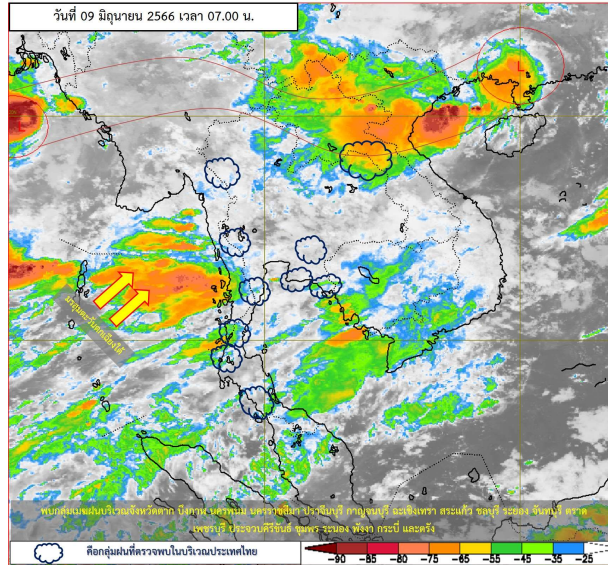 วันที่ 09 มิถุนายน 2566 เวลา 07.00 น.
L
มรสุมตะวันตกเฉียงใต้
พบกลุ่มเมฆฝนบริเวณจังหวัดตาก บึงกาฬ นครพนม นครราชสีมา ปราจีนบุรี กาญจนบุรี ฉะเชิงเทรา สระแก้ว ชลบุรี ระยอง จันทบุรี ตราด
เพชรบุรี ประจวบคีรีขันธ์ ชุมพร ระนอง พังงา กระบี่ และตรัง
คือกลุ่มฝนที่ตรวจพบในบริเวณประเทศไทย
-90 -80 -75 -70 -65 -55 -45 -35 -25